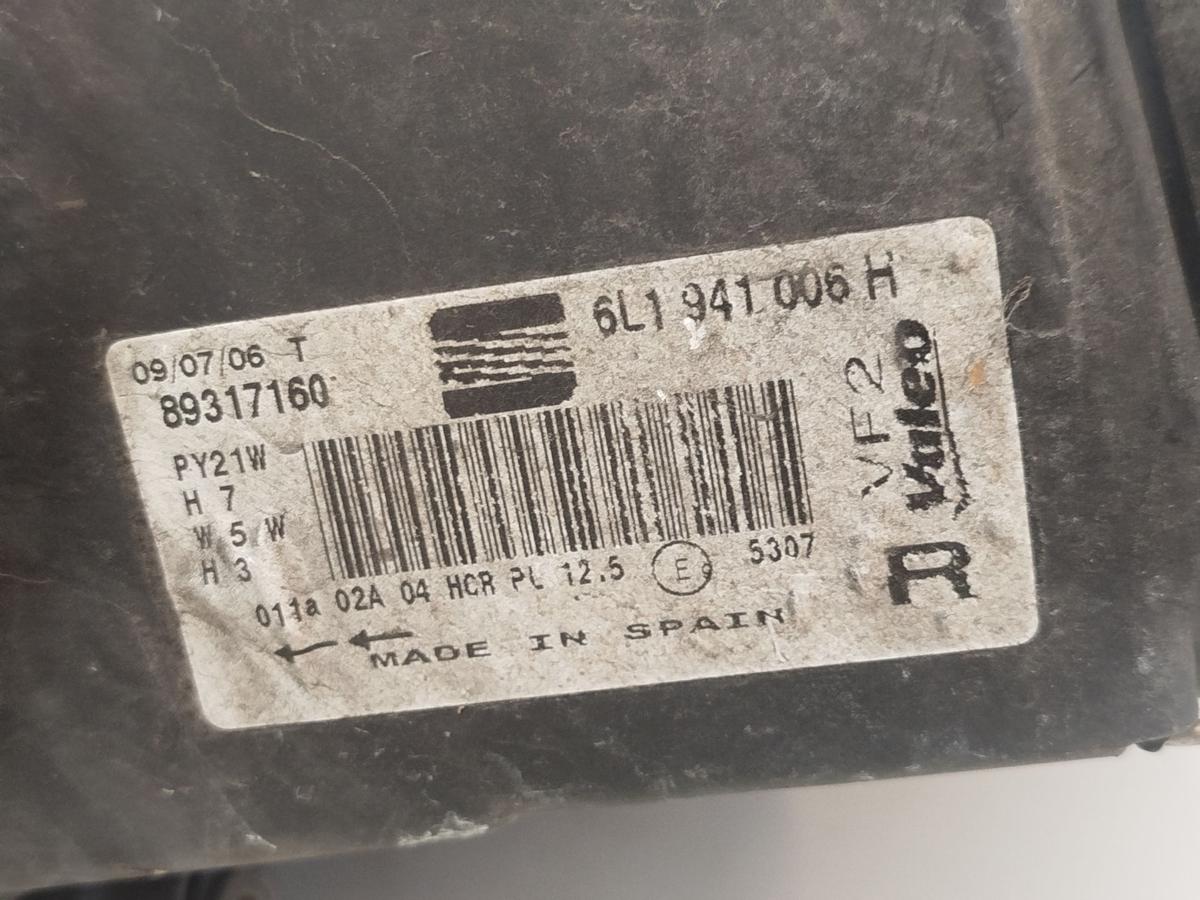 09/07/06 T
6L1 941 006 H
89317160
PY21W
H 7
W 5 W
H 3
011a 02A 04 HCR PL 12.5 E9 5307
MADE IN SPAIN
VF2
Valeo
D